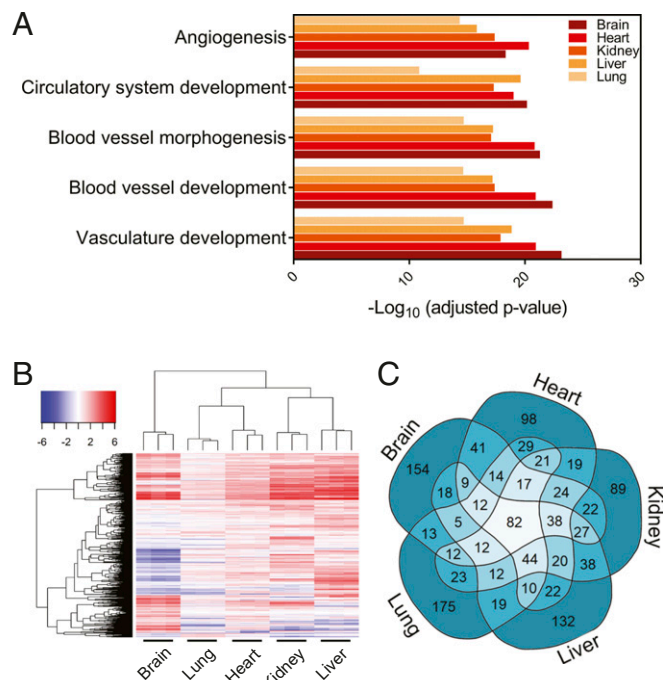 A
Angiogenesis
Circulatory system development
Blood vessel morphogenesis
Blood vessel development
Vasculature development
Brain
Heart
Kidney
Liver
Lung
0 10 20 30
-Log10 (adjusted p-value)
B
-6 -2 2 6
Brain
Lung
Heart
Kidney
Liver
C
Heart
Brain
Kidney
Lung
Liver
98
41 29 21 19
154 14 17 89
18 9 24 22
12
5 82 38 27
13
12 12 44 20 38
23 12
10 22
175 19
132